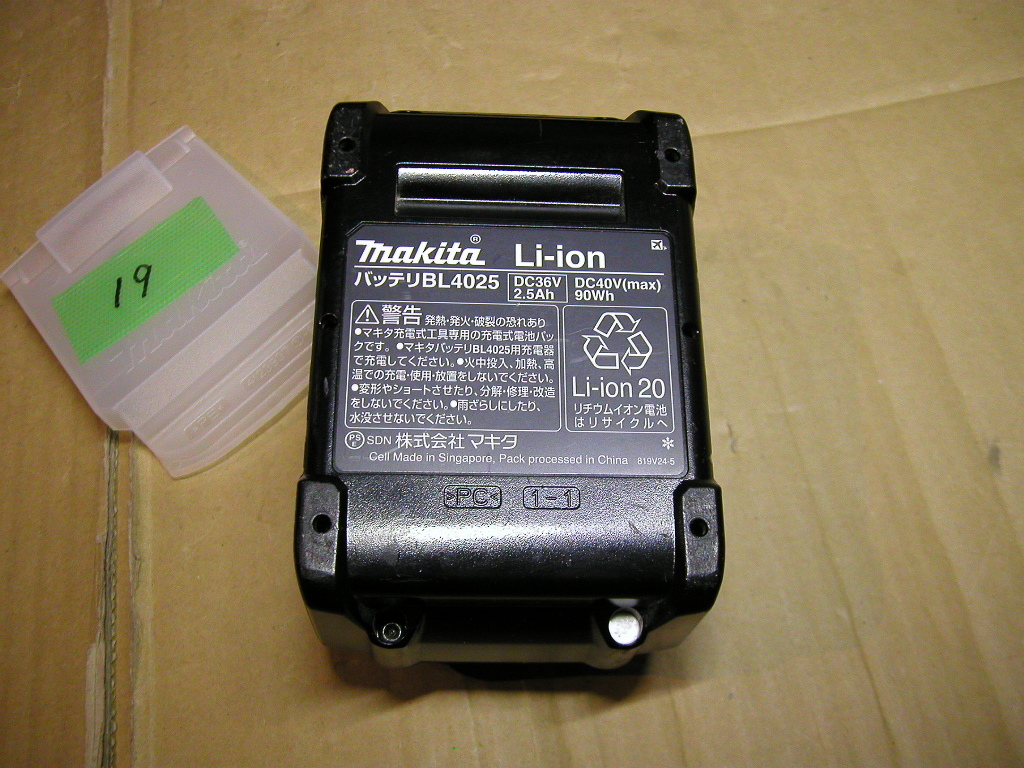 19
makita®
Li-ion
バッテリBL4025
DC36V
2.5Ah
DC40V(max)
90Wh
警告 発熱・発火・破裂の恐れあり
●マキタ充電式工具専用の充電式電池パッ
クです。●マキタバッテリBL4025用充電器
で充電してください。●火中投入、加熱、高
温での充電・使用・放置をしないでください。
●変形やショートさせたり、分解・修理・改造
をしないでください。●雨ざらしにしたり、
水没させないでください。
Li-ion 20
リチウムイオン電池
はリサイクルへ
PSE SDN 株式会社 マキタ
Cell Made in Singapore, Pack processed in China 819V24-5
>PC<
1-1